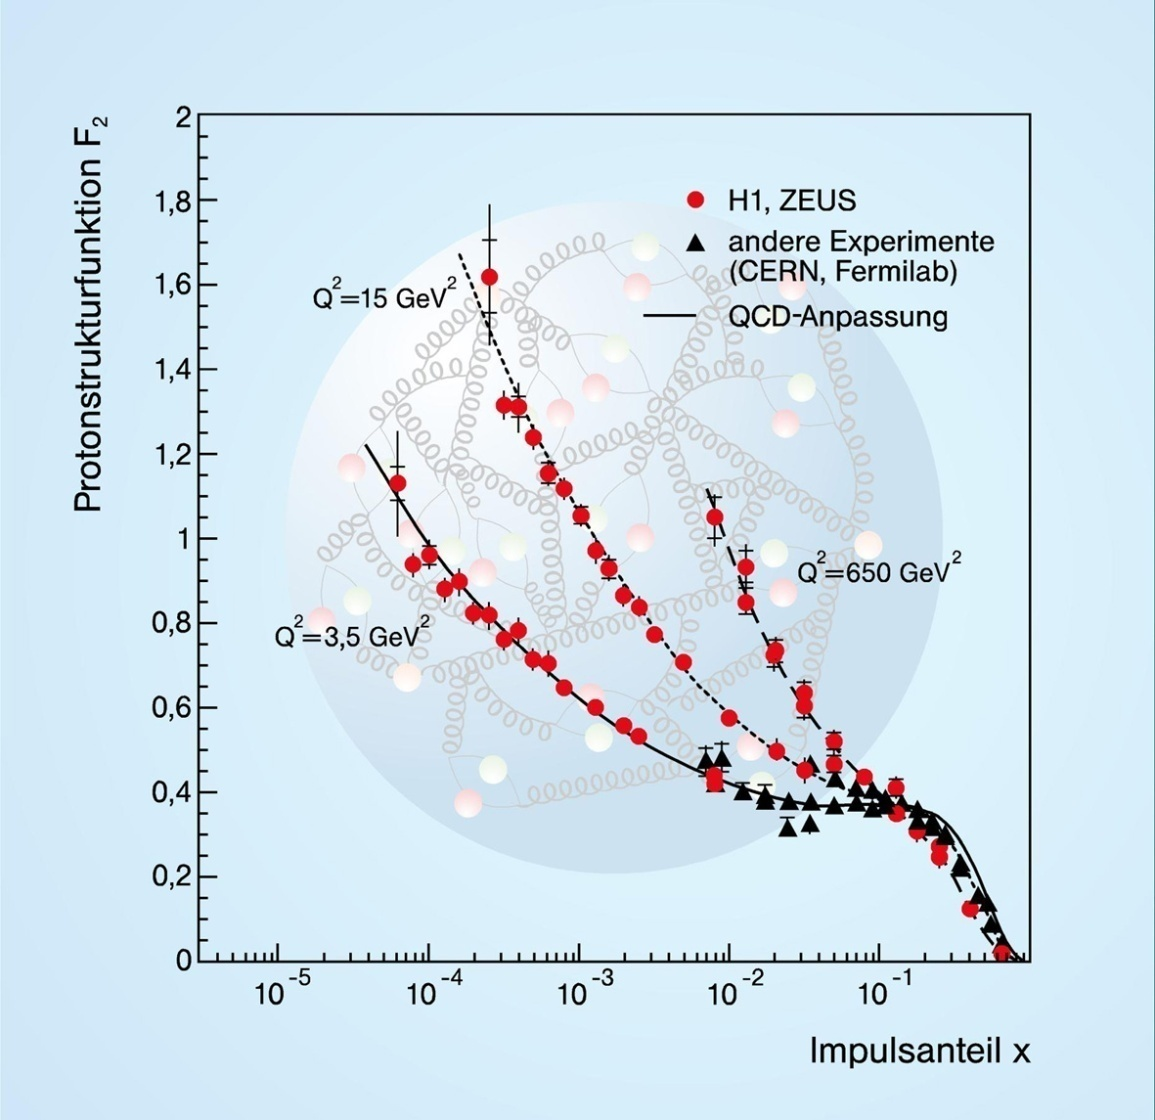 Protonstrukturfunktion F₂
2
1,8
1,6
1,4
1,2
1
0,8
0,6
0,4
0,2
0
H1, ZEUS
andere Experimente
(CERN, Fermilab)
QCD-Anpassung
Q²=15 GeV²
Q²=650 GeV²
Q²=3,5 GeV²
10⁻⁵ 10⁻⁴ 10⁻³ 10⁻² 10⁻¹
Impulsanteil x